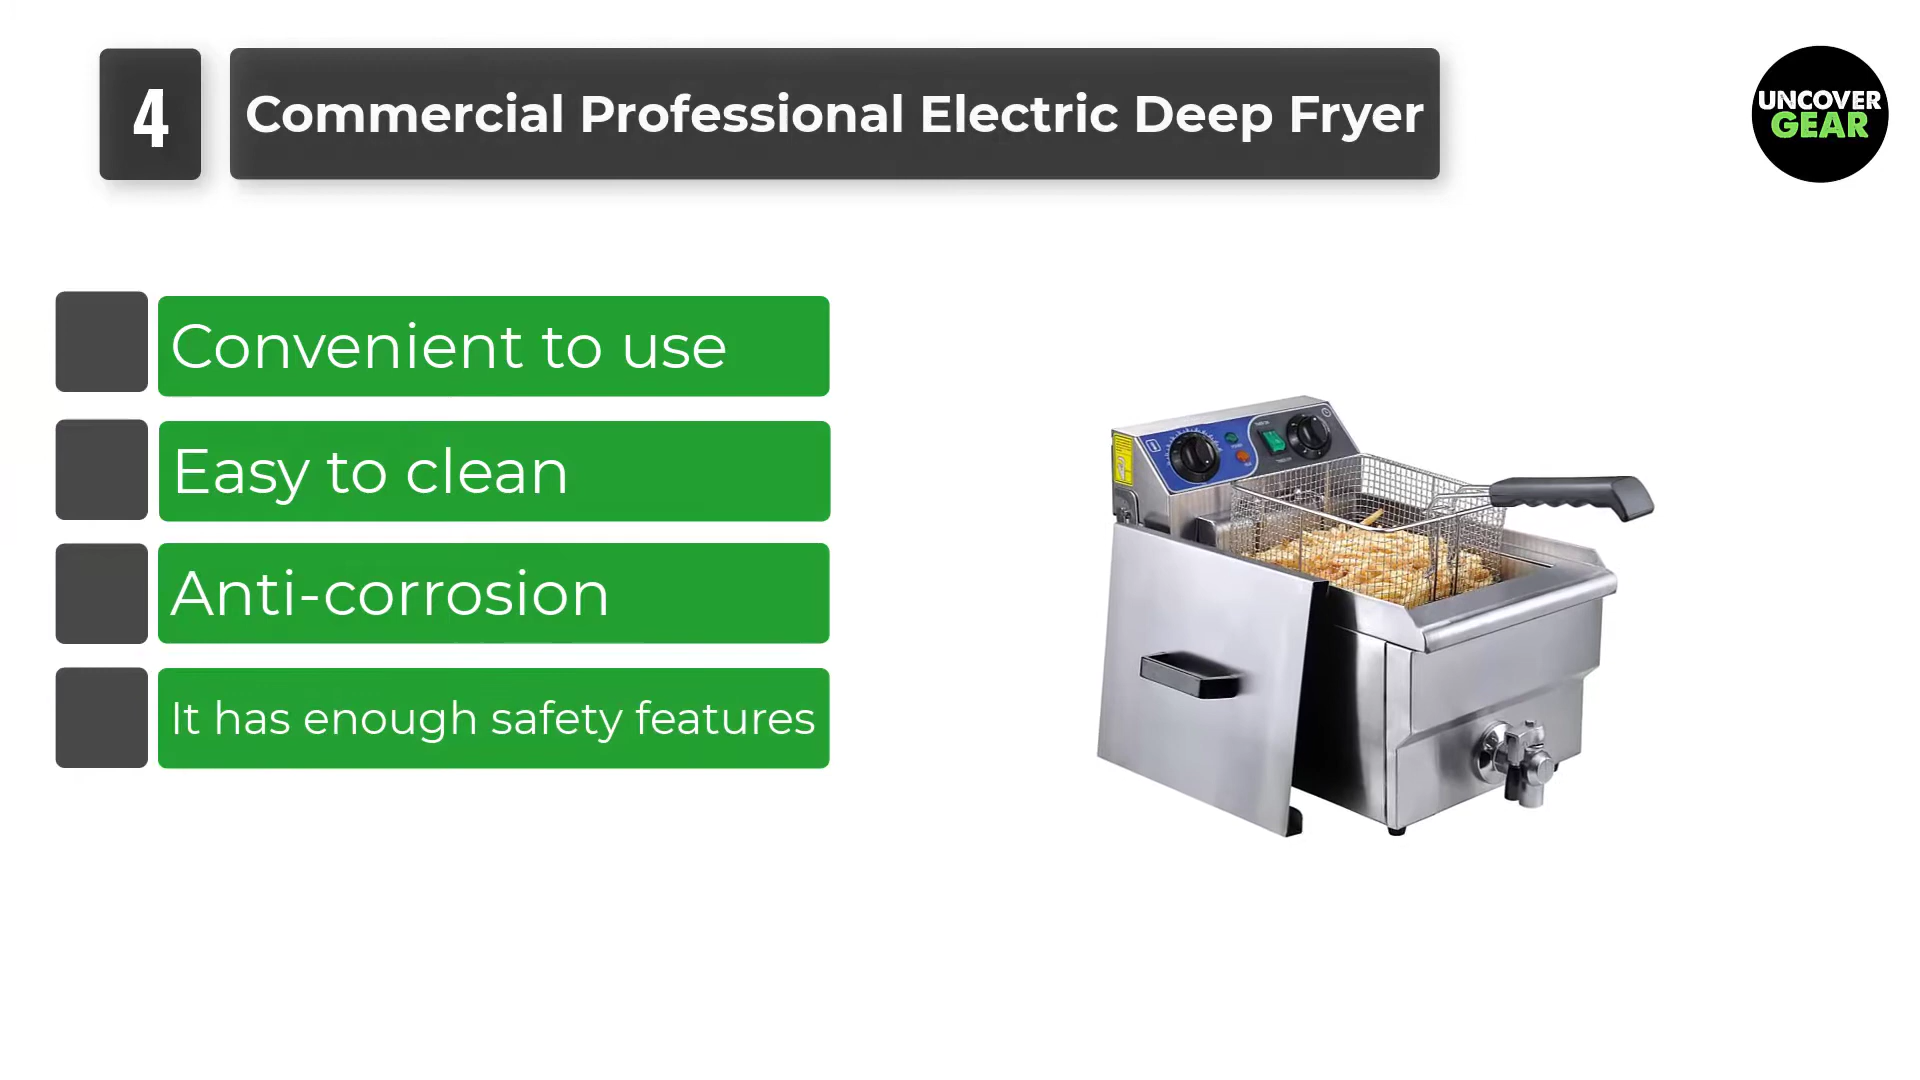 4
Commercial Professional Electric Deep Fryer
UNCOVER
GEAR
Convenient to use
Easy to clean
Anti-corrosion
It has enough safety features